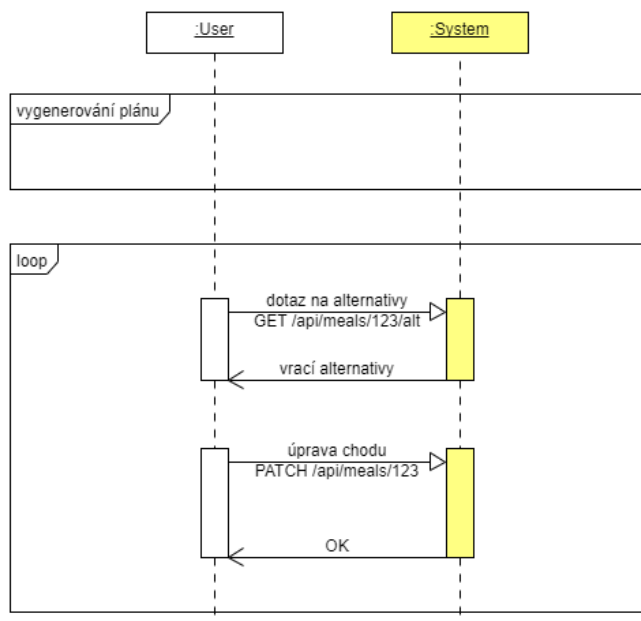 :User
:System
vygenerování plánu
loop
dotaz na alternativy
GET /api/meals/123/alt
vrací alternativy
úprava chodu
PATCH /api/meals/123
OK